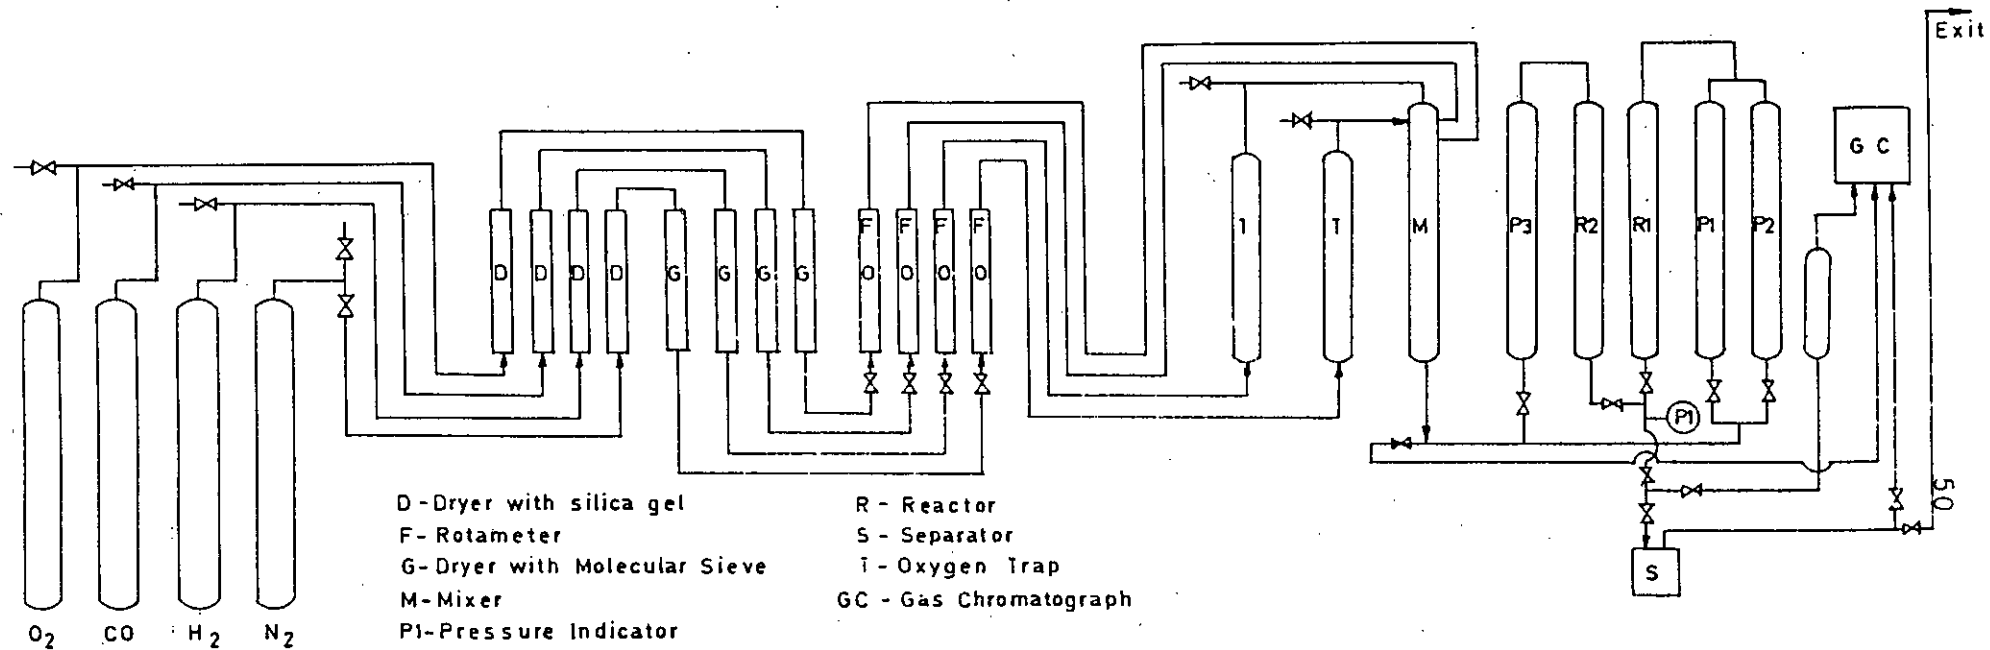 Exit
G C
D D D D G G G G
F F F F
O O O O
T T M P3 R2 R1 P1 P2
P1
50
S
D - Dryer with silica gel
F - Rotameter
G - Dryer with Molecular Sieve
M - Mixer
P1 - Pressure Indicator
R - Reactor
S - Separator
T - Oxygen Trap
GC - Gas Chromatograph
O2 CO H2 N2